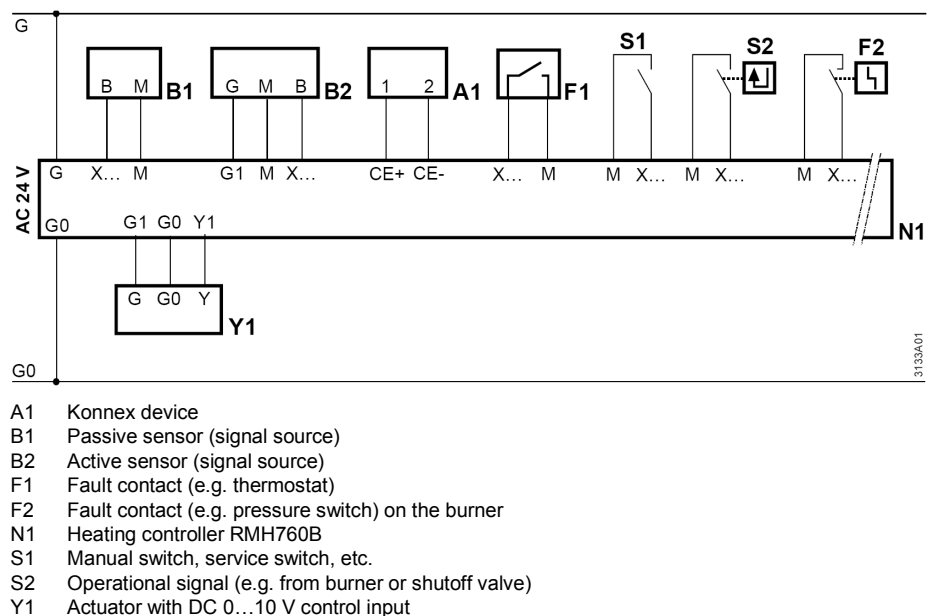 G
S1 S2 F2
B M B1 G M B B2 1 2 A1 F1
AC 24 V
G X... M G1 M X... CE+ CE- X... M M X... M X... M X...
G0 G1 G0 Y1
N1
G G0 Y
Y1
G0
3133A01
A1 Konnex device
B1 Passive sensor (signal source)
B2 Active sensor (signal source)
F1 Fault contact (e.g. thermostat)
F2 Fault contact (e.g. pressure switch) on the burner
N1 Heating controller RMH760B
S1 Manual switch, service switch, etc.
S2 Operational signal (e.g. from burner or shutoff valve)
Y1 Actuator with DC 0…10 V control input